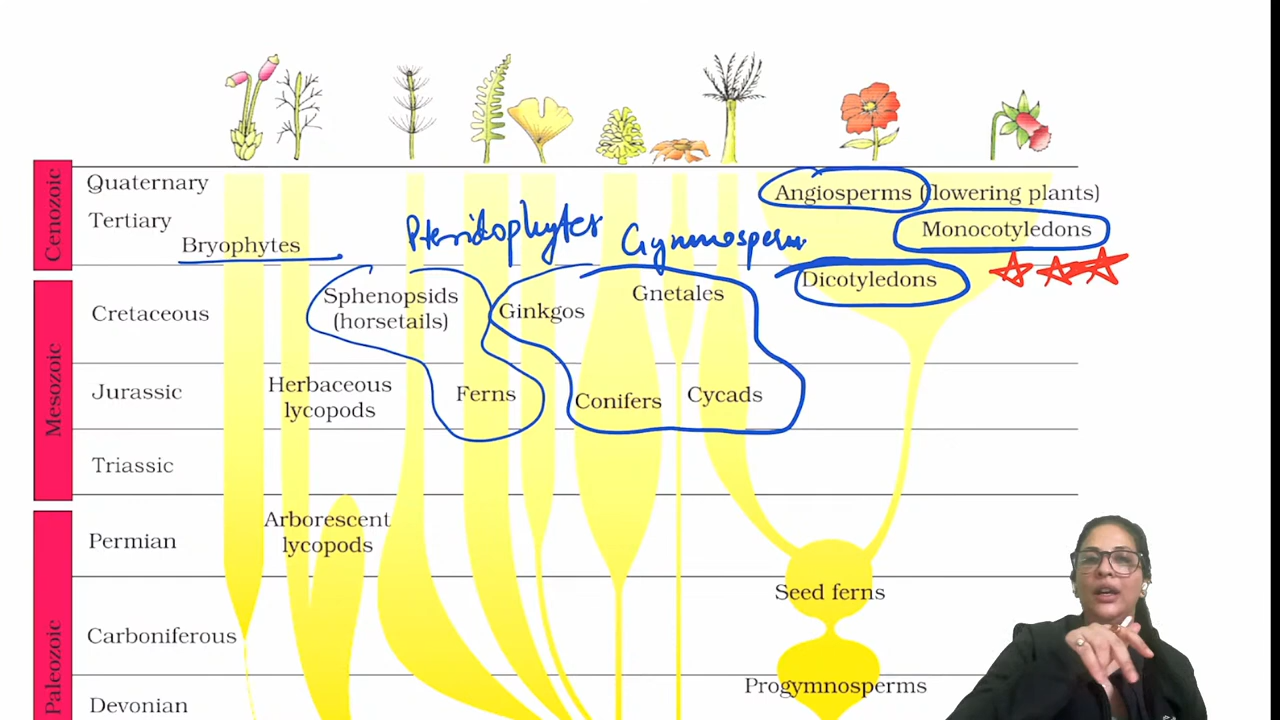 Cenozoic
Quaternary
Tertiary
Angiosperms (flowering plants)
Monocotyledons
Bryophytes
Pteridophytes
Gymnosperm
Dicotyledons
Mesozoic
Cretaceous
Sphenopsids
(horsetails)
Ginkgos
Gnetales
Jurassic
Herbaceous
lycopods
Ferns
Conifers
Cycads
Triassic
Paleozoic
Permian
Arborescent
lycopods
Seed ferns
Carboniferous
Progymnosperms
Devonian